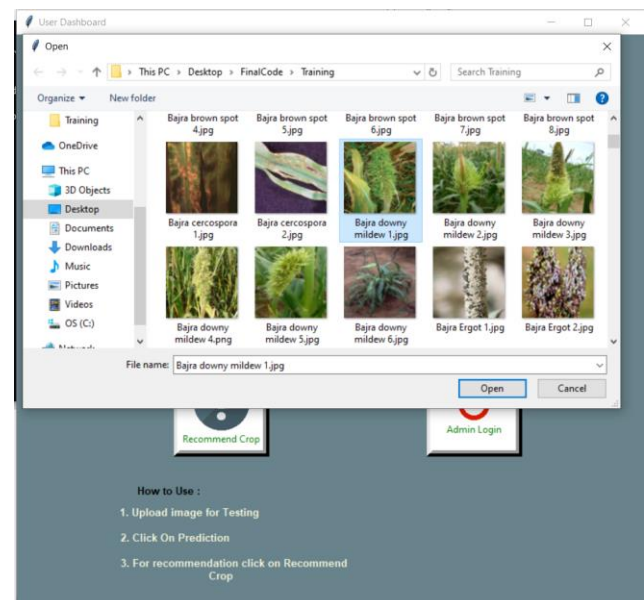 User Dashboard
Open
This PC > Desktop > FinalCode > Training
Search Training
Organize
New folder
Training
OneDrive
This PC
3D Objects
Desktop
Documents
Downloads
Music
Pictures
Videos
OS (C:)
Bajra brown spot
4.jpg
Bajra brown spot
5.jpg
Bajra brown spot
6.jpg
Bajra brown spot
7.jpg
Bajra brown spot
8.jpg
Bajra cercospora
1.jpg
Bajra cercospora
2.jpg
Bajra downy
mildew 1.jpg
Bajra downy
mildew 2.jpg
Bajra downy
mildew 3.jpg
Bajra downy
mildew 4.png
Bajra downy
mildew 5.jpg
Bajra downy
mildew 6.jpg
Bajra Ergot 1.jpg
Bajra Ergot 2.jpg
File name:
Bajra downy mildew 1.jpg
Open
Cancel
Recommend Crop
Admin Login
How to Use :
1. Upload image for Testing
2. Click On Prediction
3. For recommendation click on Recommend
Crop